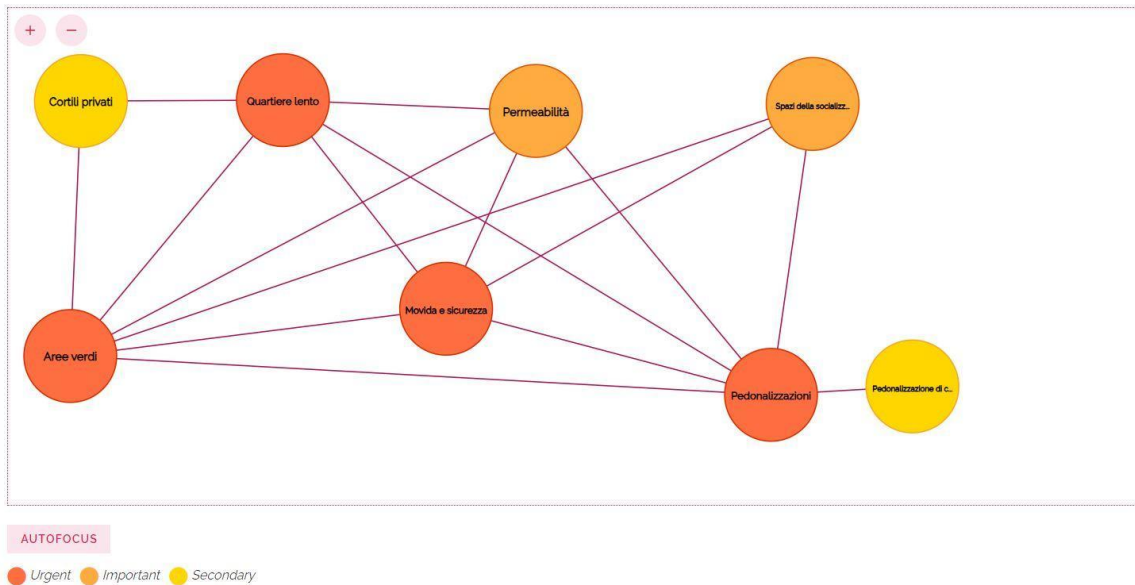 + −
Cortili privati
Quartiere lento
Permeabilità
Spazi della socializz...
Movida e sicurezza
Aree verdi
Pedonalizzazioni
Pedonalizzazione di c...
AUTOFOCUS
Urgent Important Secondary